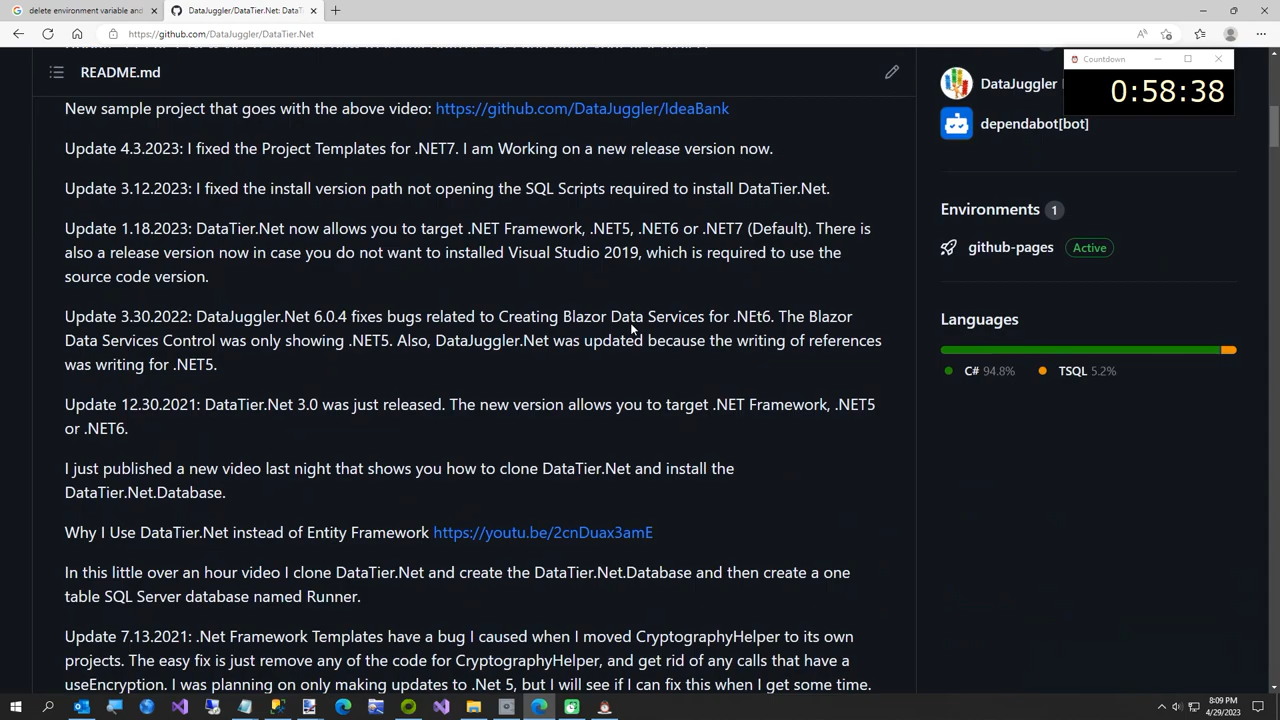 delete environment variable and
DataJuggler/DataTier.Net: DataT
https://github.com/DataJuggler/DataTier.Net
README.md
Countdown
0:58:38
DataJuggler
dependabot[bot]
New sample project that goes with the above video: https://github.com/DataJuggler/IdeaBank
Update 4.3.2023: I fixed the Project Templates for .NET7. I am Working on a new release version now.
Update 3.12.2023: I fixed the install version path not opening the SQL Scripts required to install DataTier.Net.
Update 1.18.2023: DataTier.Net now allows you to target .NET Framework, .NET5, .NET6 or .NET7 (Default). There is
also a release version now in case you do not want to installed Visual Studio 2019, which is required to use the
source code version.
Update 3.30.2022: DataJuggler.Net 6.0.4 fixes bugs related to Creating Blazor Data Services for .NEt6. The Blazor
Data Services Control was only showing .NET5. Also, DataJuggler.Net was updated because the writing of references
was writing for .NET5.
Update 12.30.2021: DataTier.Net 3.0 was just released. The new version allows you to target .NET Framework, .NET5
or .NET6.
I just published a new video last night that shows you how to clone DataTier.Net and install the
DataTier.Net.Database.
Why I Use DataTier.Net instead of Entity Framework https://youtu.be/2cnDuax3amE
In this little over an hour video I clone DataTier.Net and create the DataTier.Net.Database and then create a one
table SQL Server database named Runner.
Update 7.13.2021: .Net Framework Templates have a bug I caused when I moved CryptographyHelper to its own
projects. The easy fix is just remove any of the code for CryptographyHelper, and get rid of any calls that have a
useEncryption. I was planning on only making updates to .Net 5, but I will see if I can fix this when I get some time.
Environments 1
github-pages Active
Languages
C# 94.8% TSQL 5.2%
8:09 PM
4/29/2023